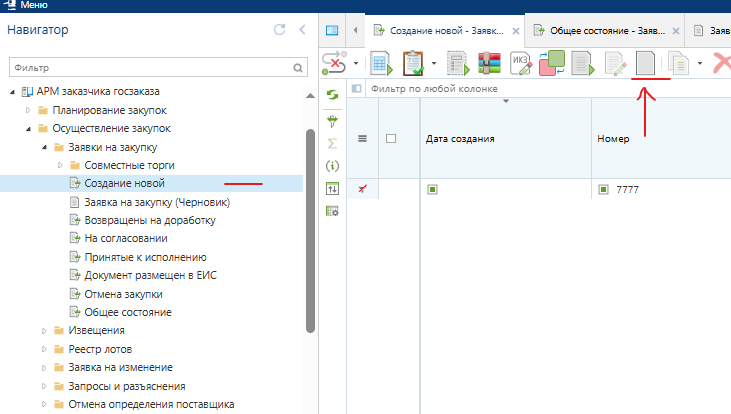 Меню
Навигатор
Фильтр
АРМ заказчика госзаказа
Планирование закупок
Осуществление закупок
Заявки на закупку
Совместные торги
Создание новой
Заявка на закупку (Черновик)
Возвращены на доработку
На согласовании
Принятые к исполнению
Документ размещен в ЕИС
Отмена закупки
Общее состояние
Извещения
Реестр лотов
Заявка на изменение
Запросы и разъяснения
Отмена определения поставщика
Создание новой - Заявк...
Общее состояние - Заяв...
Заяв
ИКЗ
Фильтр по любой колонке
Дата создания
Номер
7777